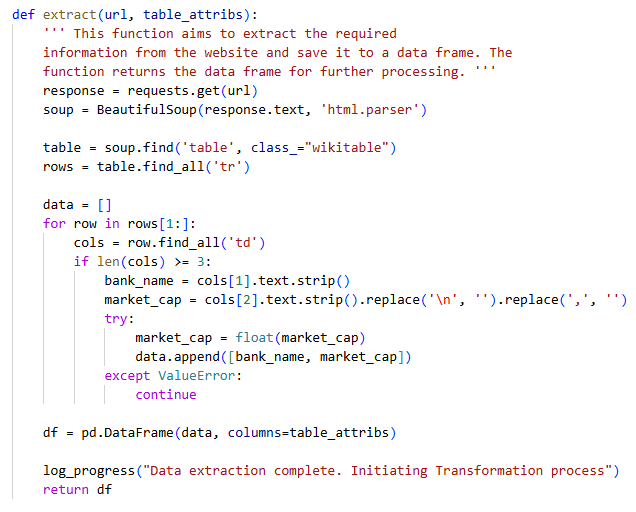 def extract(url, table_attribs):
    ''' This function aims to extract the required
    information from the website and save it to a data frame. The
    function returns the data frame for further processing. '''
    response = requests.get(url)
    soup = BeautifulSoup(response.text, 'html.parser')

    table = soup.find('table', class_="wikitable")
    rows = table.find_all('tr')

    data = []
    for row in rows[1:]:
        cols = row.find_all('td')
        if len(cols) >= 3:
            bank_name = cols[1].text.strip()
            market_cap = cols[2].text.strip().replace('\n', '').replace(',', '')
            try:
                market_cap = float(market_cap)
                data.append([bank_name, market_cap])
            except ValueError:
                continue

    df = pd.DataFrame(data, columns=table_attribs)

    log_progress("Data extraction complete. Initiating Transformation process")
    return df